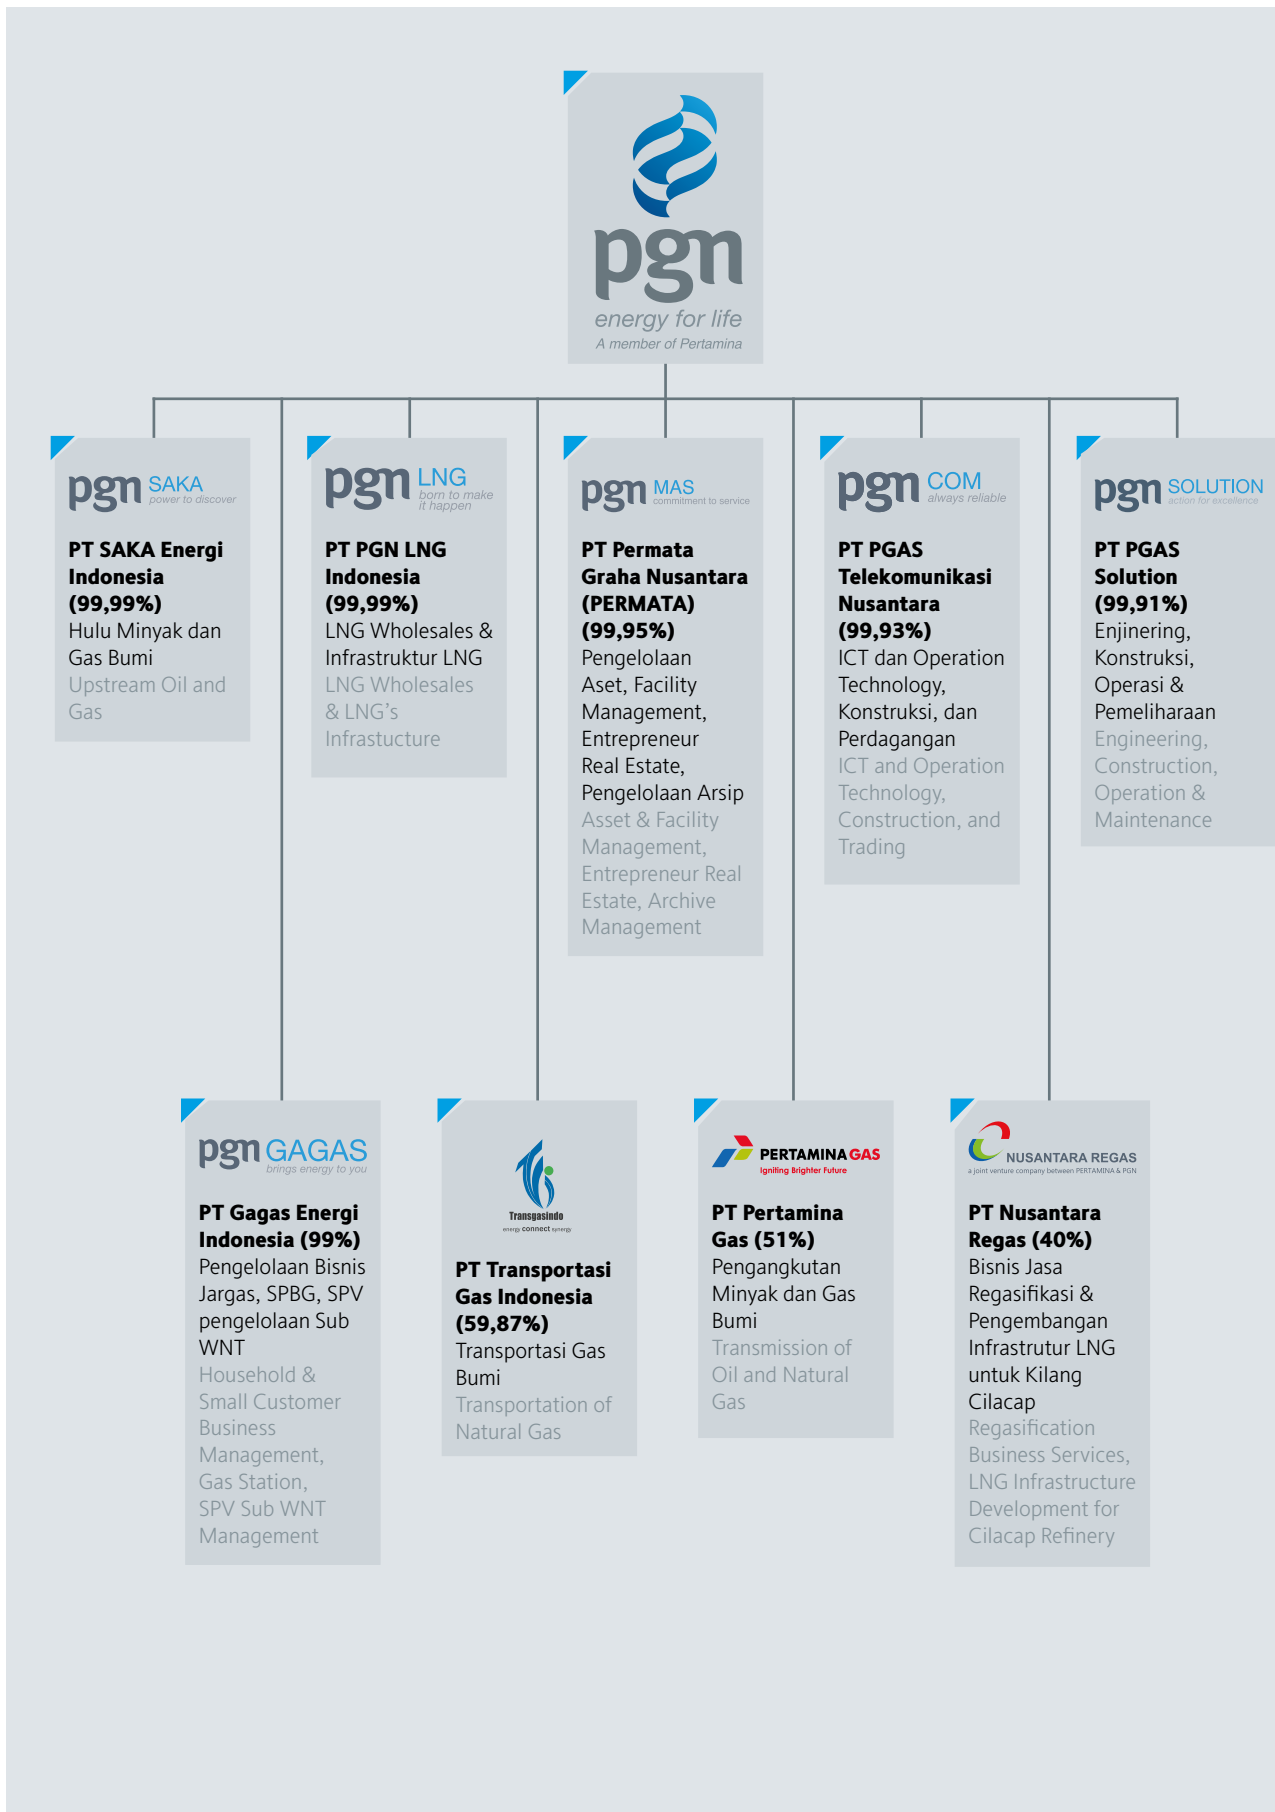 pgn
energy for life
A member of Pertamina
pgn SAKA
power to discover
PT SAKA Energi
Indonesia
(99,99%)
Hulu Minyak dan
Gas Bumi
Upstream Oil and
Gas
pgn LNG
born to make
it happen
PT PGN LNG
Indonesia
(99,99%)
LNG Wholesales &
Infrastruktur LNG
LNG Wholesales
& LNG’s
Infrastucture
pgn MAS
commitment to service
PT Permata
Graha Nusantara
(PERMATA)
(99,95%)
Pengelolaan
Aset, Facility
Management,
Entrepreneur
Real Estate,
Pengelolaan Arsip
Asset & Facility
Management,
Entrepreneur Real
Estate, Archive
Management
pgn COM
always reliable
PT PGAS
Telekomunikasi
Nusantara
(99,93%)
ICT dan Operation
Technology,
Konstruksi, dan
Perdagangan
ICT and Operation
Technology,
Construction, and
Trading
pgn SOLUTION
action for excellence
PT PGAS
Solution
(99,91%)
Enjinering,
Konstruksi,
Operasi &
Pemeliharaan
Engineering,
Construction,
Operation &
Maintenance
pgn GAGAS
brings energy to you
PT Gagas Energi
Indonesia (99%)
Pengelolaan Bisnis
Jargas, SPBG, SPV
pengelolaan Sub
WNT
Household &
Small Customer
Business
Management,
Gas Station,
SPV Sub WNT
Management
Transgasindo
energy connect synergy
PT Transportasi
Gas Indonesia
(59,87%)
Transportasi Gas
Bumi
Transportation of
Natural Gas
PERTAMINA GAS
Igniting Brighter Future
PT Pertamina
Gas (51%)
Pengangkutan
Minyak dan Gas
Bumi
Transmission of
Oil and Natural
Gas
NUSANTARA REGAS
a joint venture company between PERTAMINA & PGN
PT Nusantara
Regas (40%)
Bisnis Jasa
Regasifikasi &
Pengembangan
Infrastrutur LNG
untuk Kilang
Cilacap
Regasification
Business Services,
LNG Infrastructure
Development for
Cilacap Refinery